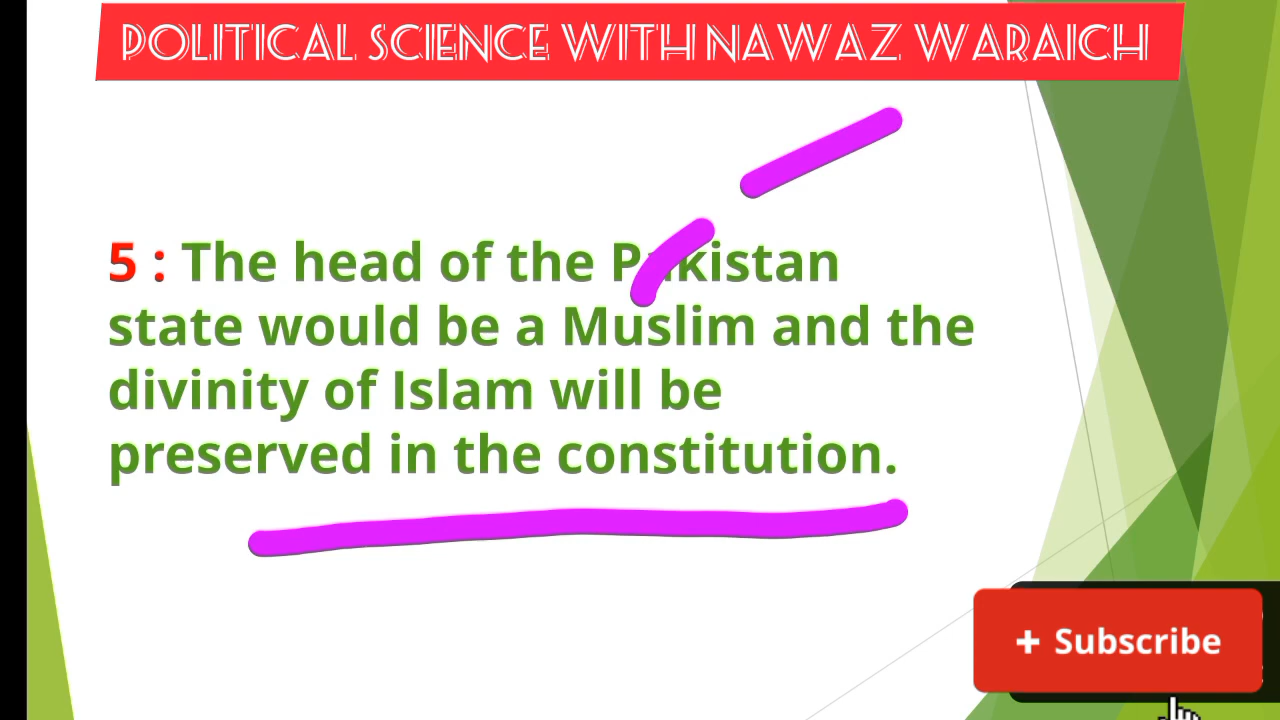 POLITICAL SCIENCE WITH NAWAZ WARAICH
5 : The head of the Pakistan
state would be a Muslim and the
divinity of Islam will be
preserved in the constitution.
+ Subscribe